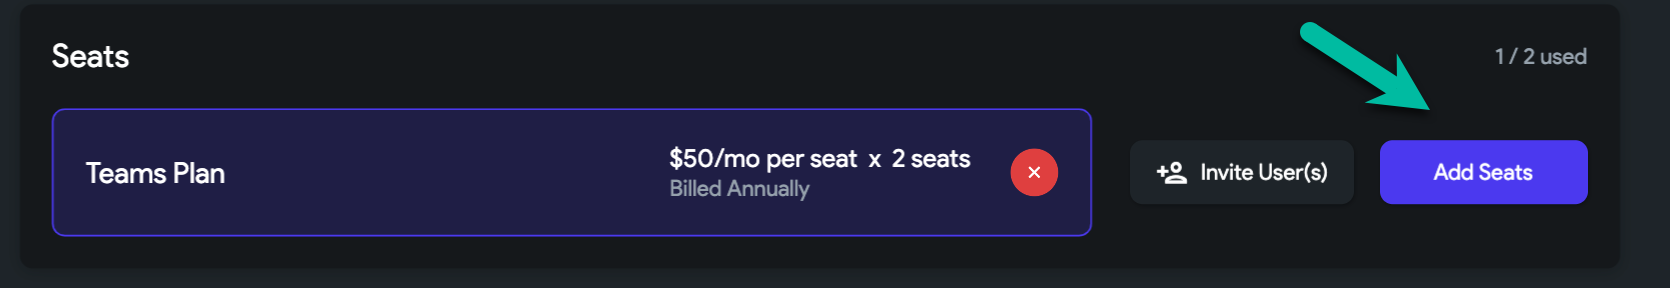 Seats
1 / 2 used
Teams Plan
$50/mo per seat x 2 seats
Billed Annually
Invite User(s)
Add Seats